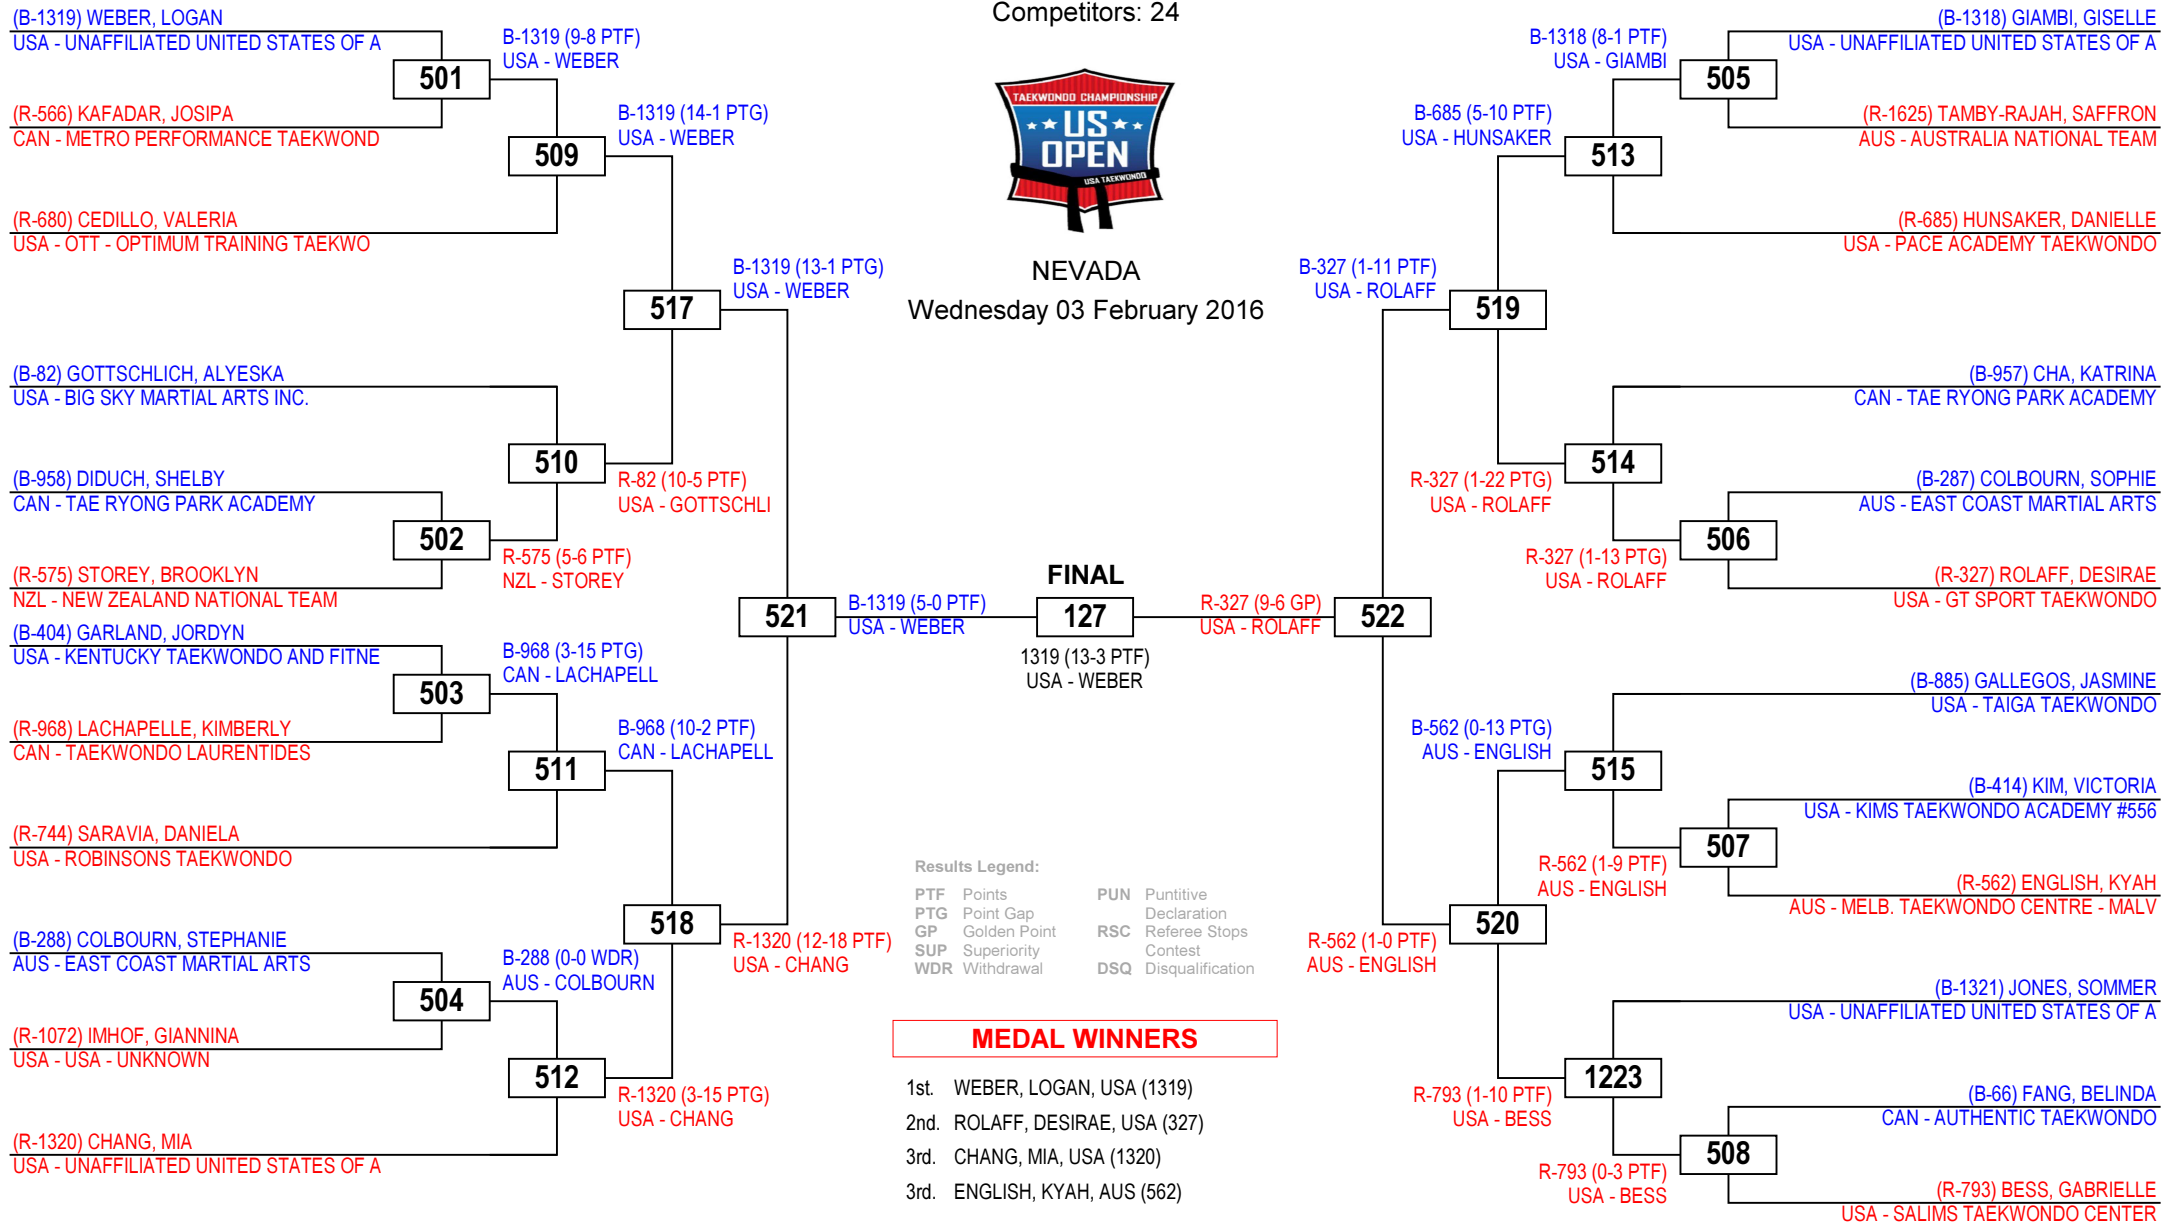 Competitors: 24
TAEKWONDO CHAMPIONSHIP
US
OPEN
USA TAEKWONDO
NEVADA
Wednesday 03 February 2016
(B-1319) WEBER, LOGAN
USA - UNAFFILIATED UNITED STATES OF A
501
(R-566) KAFADAR, JOSIPA
CAN - METRO PERFORMANCE TAEKWOND
B-1319 (9-8 PTF)
USA - WEBER
509
(R-680) CEDILLO, VALERIA
USA - OTT - OPTIMUM TRAINING TAEKWO
B-1319 (14-1 PTG)
USA - WEBER
517
B-1319 (13-1 PTG)
USA - WEBER
(B-82) GOTTSCHLICH, ALYESKA
USA - BIG SKY MARTIAL ARTS INC.
510
R-82 (10-5 PTF)
USA - GOTTSCHLI
(B-958) DIDUCH, SHELBY
CAN - TAE RYONG PARK ACADEMY
502
R-575 (5-6 PTF)
NZL - STOREY
(R-575) STOREY, BROOKLYN
NZL - NEW ZEALAND NATIONAL TEAM
(B-404) GARLAND, JORDYN
USA - KENTUCKY TAEKWONDO AND FITNE
503
B-968 (3-15 PTG)
CAN - LACHAPELL
(R-968) LACHAPELLE, KIMBERLY
CAN - TAEKWONDO LAURENTIDES
511
B-968 (10-2 PTF)
CAN - LACHAPELL
(R-744) SARAVIA, DANIELA
USA - ROBINSONS TAEKWONDO
518
R-1320 (12-18 PTF)
USA - CHANG
(B-288) COLBOURN, STEPHANIE
AUS - EAST COAST MARTIAL ARTS
504
B-288 (0-0 WDR)
AUS - COLBOURN
(R-1072) IMHOF, GIANNINA
USA - USA - UNKNOWN
512
R-1320 (3-15 PTG)
USA - CHANG
(R-1320) CHANG, MIA
USA - UNAFFILIATED UNITED STATES OF A
521
B-1319 (5-0 PTF)
USA - WEBER
FINAL
127
1319 (13-3 PTF)
USA - WEBER
R-327 (9-6 GP)
USA - ROLAFF
522
(B-1318) GIAMBI, GISELLE
USA - UNAFFILIATED UNITED STATES OF A
B-1318 (8-1 PTF)
USA - GIAMBI
505
(R-1625) TAMBY-RAJAH, SAFFRON
AUS - AUSTRALIA NATIONAL TEAM
B-685 (5-10 PTF)
USA - HUNSAKER
513
(R-685) HUNSAKER, DANIELLE
USA - PACE ACADEMY TAEKWONDO
B-327 (1-11 PTF)
USA - ROLAFF
519
(B-957) CHA, KATRINA
CAN - TAE RYONG PARK ACADEMY
514
R-327 (1-22 PTG)
USA - ROLAFF
(B-287) COLBOURN, SOPHIE
AUS - EAST COAST MARTIAL ARTS
506
R-327 (1-13 PTG)
USA - ROLAFF
(R-327) ROLAFF, DESIRAE
USA - GT SPORT TAEKWONDO
(B-885) GALLEGOS, JASMINE
USA - TAIGA TAEKWONDO
B-562 (0-13 PTG)
AUS - ENGLISH
515
(B-414) KIM, VICTORIA
USA - KIMS TAEKWONDO ACADEMY #556
507
R-562 (1-9 PTF)
AUS - ENGLISH
(R-562) ENGLISH, KYAH
AUS - MELB. TAEKWONDO CENTRE - MALV
520
R-562 (1-0 PTF)
AUS - ENGLISH
(B-1321) JONES, SOMMER
USA - UNAFFILIATED UNITED STATES OF A
1223
R-793 (1-10 PTF)
USA - BESS
(B-66) FANG, BELINDA
CAN - AUTHENTIC TAEKWONDO
508
R-793 (0-3 PTF)
USA - BESS
(R-793) BESS, GABRIELLE
USA - SALIMS TAEKWONDO CENTER
Results Legend:
PTF Points
PTG Point Gap
GP Golden Point
SUP Superiority
WDR Withdrawal
PUN Puntitive
Declaration
RSC Referee Stops
Contest
DSQ Disqualification
MEDAL WINNERS
1st. WEBER, LOGAN, USA (1319)
2nd. ROLAFF, DESIRAE, USA (327)
3rd. CHANG, MIA, USA (1320)
3rd. ENGLISH, KYAH, AUS (562)